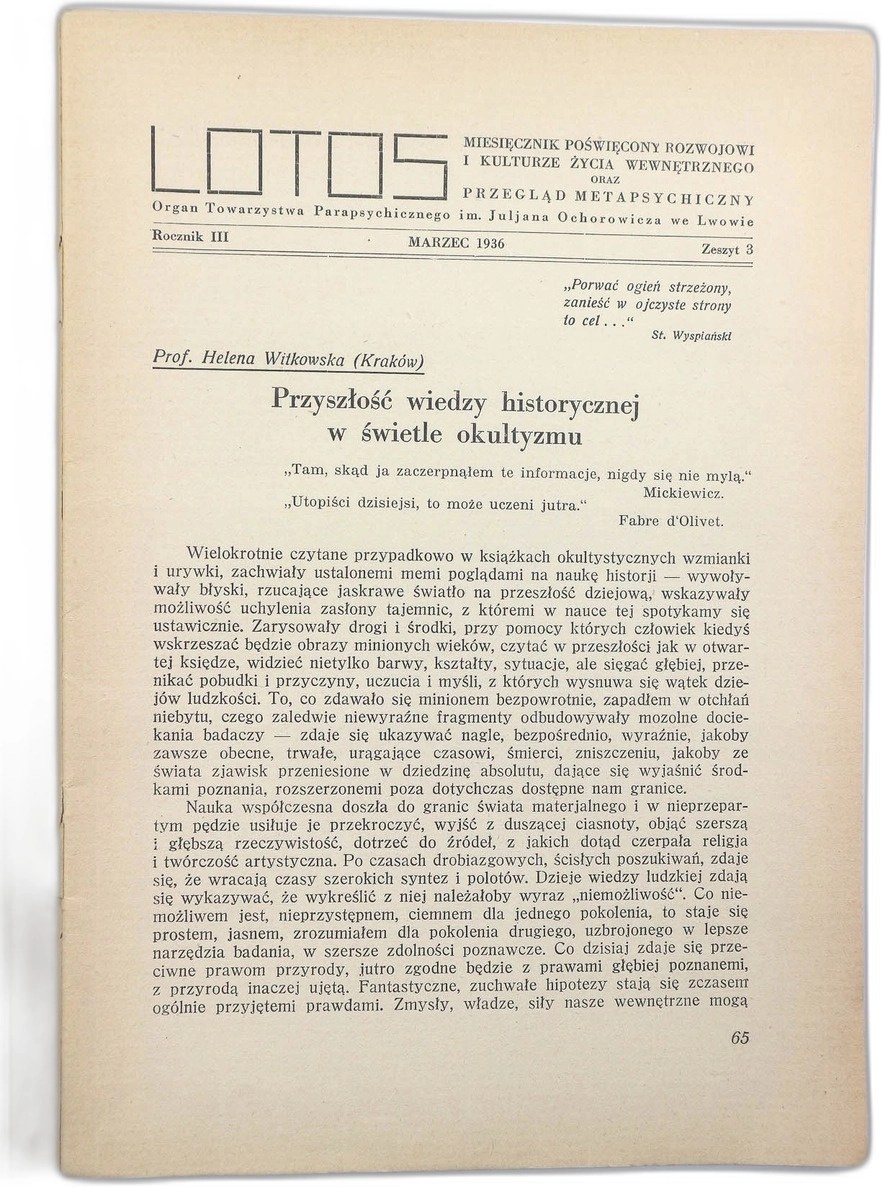 LOTOS
MIESIĘCZNIK POŚWIĘCONY ROZWOJOWI
I KULTURZE ŻYCIA WEWNĘTRZNEGO
ORAZ
PRZEGLĄD METAPSYCHICZNY
Organ Towarzystwa Parapsychicznego im. Juljana Ochorowicza we Lwowie
Rocznik III MARZEC 1936 Zeszyt 3
„Porwać ogień strzeżony,
zanieść w ojczyste strony
to cel . . .“
St. Wyspiański
Prof. Helena Witkowska (Kraków)
Przyszłość wiedzy historycznej
w świetle okultyzmu
„Tam, skąd ja zaczerpnąłem te informacje, nigdy się nie mylą.“
Mickiewicz.
„Utopiści dzisiejsi, to może uczeni jutra.“
Fabre d'Olivet.
Wielokrotnie czytane przypadkowo w książkach okultystycznych wzmianki
i urywki, zachwiały ustalonemi memi poglądami na naukę historji — wywoły-
wały błyski, rzucające jaskrawe światło na przeszłość dziejową, wskazywały
możliwość uchylenia zasłony tajemnic, z któremi w nauce tej spotykamy się
ustawicznie. Zarysowały drogi i środki, przy pomocy których człowiek kiedyś
wskrzeszać będzie obrazy minionych wieków, czytać w przeszłości jak w otwar-
tej księdze, widzieć nietylko barwy, kształty, sytuacje, ale sięgać głębiej, prze-
nikać pobudki i przyczyny, uczucia i myśli, z których wysnuwa się wątek dzie-
jów ludzkości. To, co zdawało się minionem bezpowrotnie, zapadłem w otchłań
niebytu, czego zaledwie niewyraźne fragmenty odbudowywały mozolne docie-
kania badaczy — zdaje się ukazywać nagle, bezpośrednio, wyraźnie, jakoby
zawsze obecne, trwałe, urągające czasowi, śmierci, zniszczeniu, jakoby ze
świata zjawisk przeniesione w dziedzinę absolutu, dające się wyjaśnić środ-
kami poznania, rozszerzonemi poza dotychczas dostępne nam granice.
Nauka współczesna doszła do granic świata materjalnego i w nieprzepar-
tym pędzie usiłuje je przekroczyć, wyjść z duszącej ciasnoty, objąć szerszą
i głębszą rzeczywistość, dotrzeć do źródeł, z jakich dotąd czerpała religja
i twórczość artystyczna. Po czasach drobiazgowych, ścisłych poszukiwań, zdaje
się, że wracają czasy szerokich syntez i polotów. Dzieje wiedzy ludzkiej zdają
się wykazywać, że wykreślić z niej należałoby wyraz „niemożliwość“. Co nie-
możliwem jest, nieprzystępnem, ciemnem dla jednego pokolenia, to staje się
prostem, jasnem, zrozumiałem dla pokolenia drugiego, uzbrojonego w lepsze
narzędzia badania, w szersze zdolności poznawcze. Co dzisiaj zdaje się prze-
ciwne prawom przyrody, jutro zgodne będzie z prawami głębiej poznanemi,
z przyrodą inaczej ujętą. Fantastyczne, zuchwałe hipotezy stają się zczasem
ogólnie przyjętemi prawdami. Zmysły, władze, siły nasze wewnętrzne mogą
65